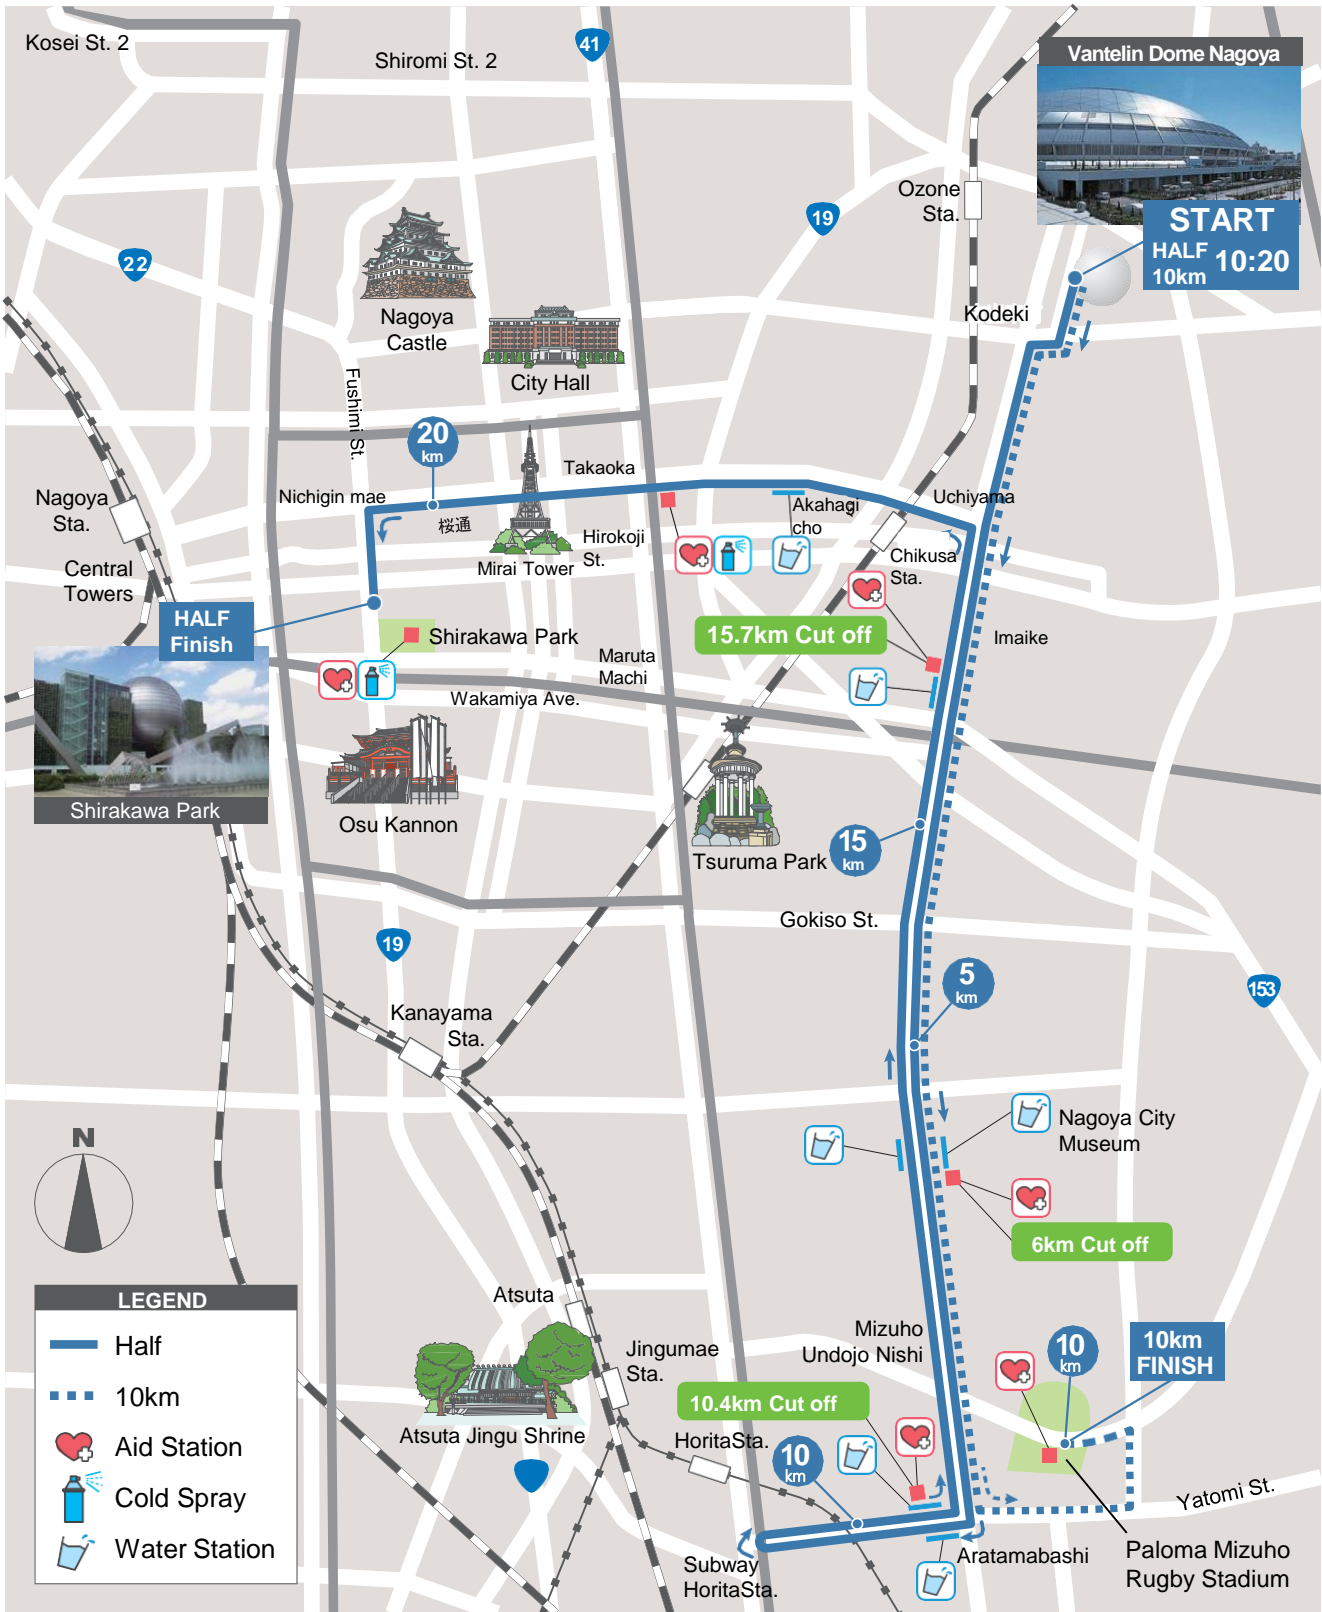 Kosei St. 2
Shiromi St. 2
41
Vantelin Dome Nagoya
Ozone
Sta.
19
22
START
HALF
10km
10:20
Kodeki
Nagoya
Castle
City Hall
Fushimi St.
20
km
Takaoka
Nichigin mae
桜通
Nagoya
Sta.
Hirokoji
St.
Mirai Tower
Akahagi
cho
Uchiyama
Chikusa
Sta.
Central
Towers
HALF
Finish
Shirakawa Park
15.7km Cut off
Imaike
Maruta
Machi
Wakamiya Ave.
Shirakawa Park
Osu Kannon
Tsuruma Park
15
km
Gokiso St.
19
5
km
153
Kanayama
Sta.
N
Nagoya City
Museum
6km Cut off
LEGEND
Half
10km
Aid Station
Cold Spray
Water Station
Atsuta
Jingumae
Sta.
Mizuho
Undojo Nishi
10
km
10km
FINISH
10.4km Cut off
Atsuta Jingu Shrine
HoritaSta.
10
km
Yatomi St.
Subway
HoritaSta.
Aratamabashi
Paloma Mizuho
Rugby Stadium